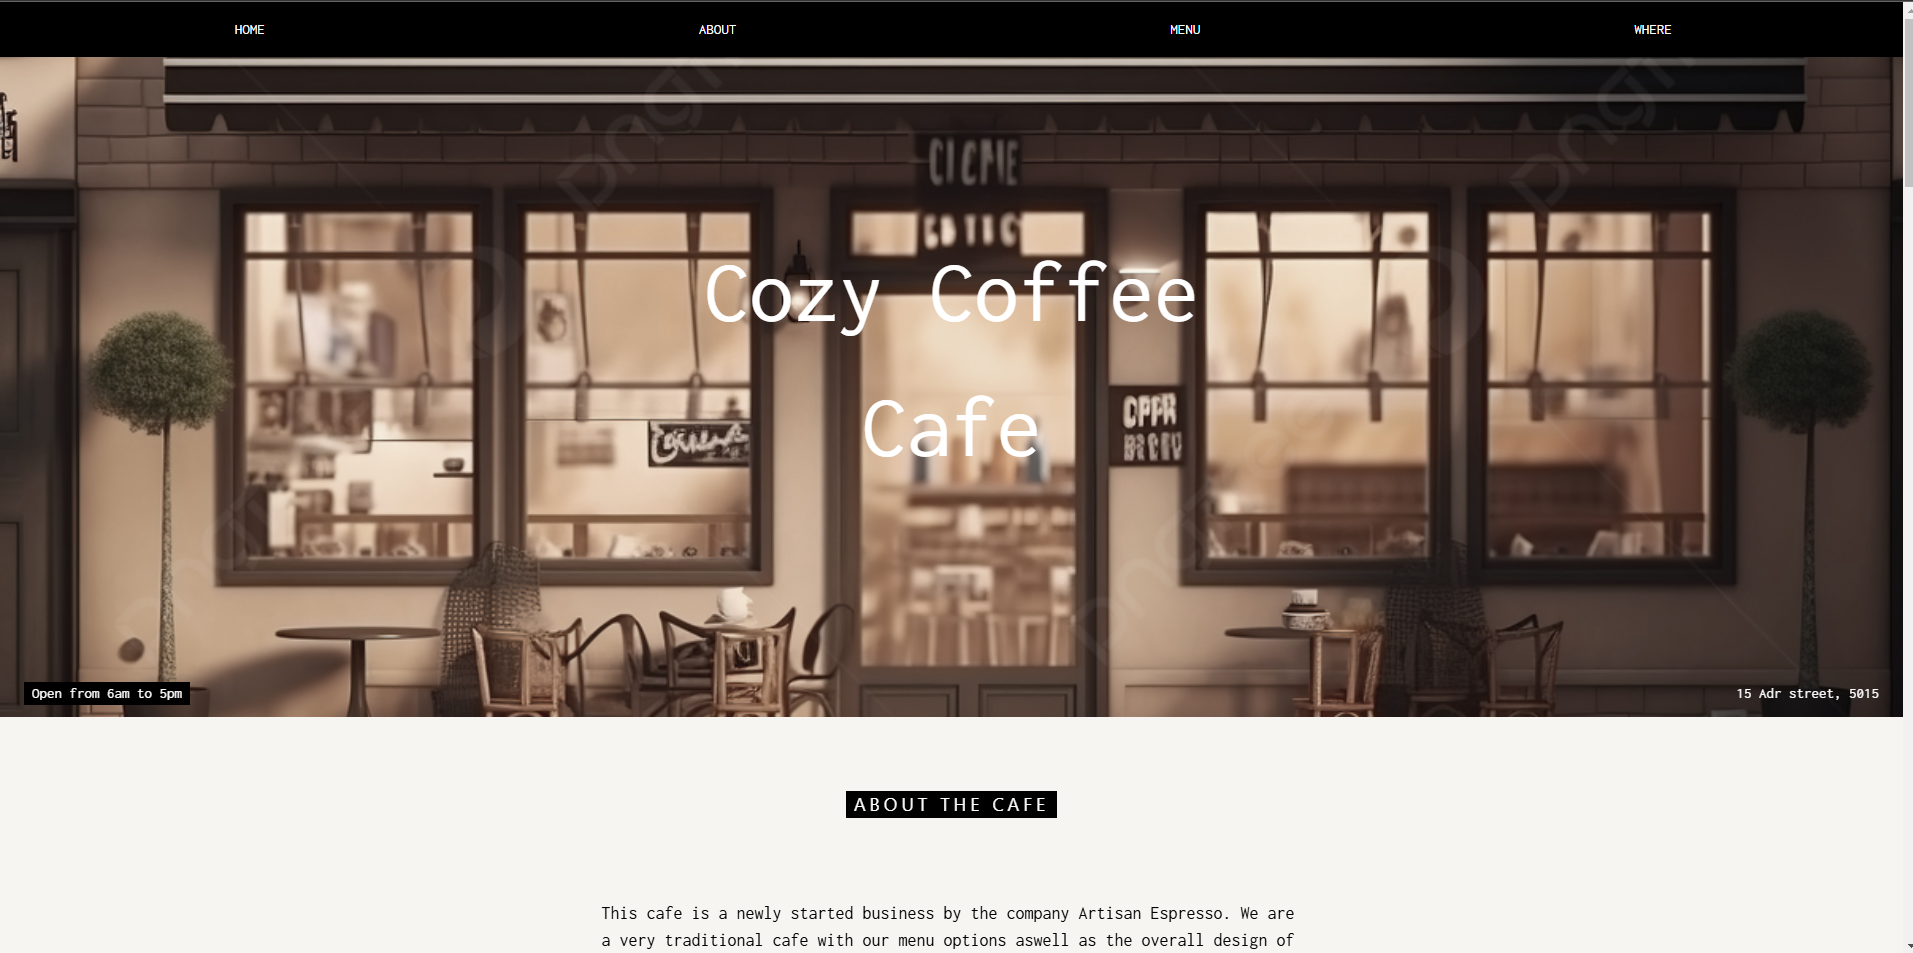 HOME ABOUT MENU WHERE
Cozy Coffee
Cafe
Open from 6am to 5pm
15 Adr street, 5015
ABOUT THE CAFE
This cafe is a newly started business by the company Artisan Espresso. We are
a very traditional cafe with our menu options aswell as the overall design of